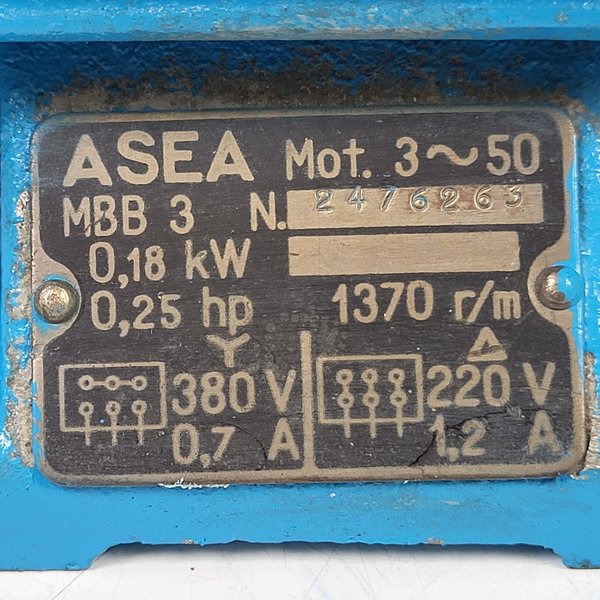 ASEA Mot. 3~50
MBB 3 N. 2476263
0,18 kW
0,25 hp 1370 r/m
Y Δ
380 V 220 V
0,7 A 1,2 A